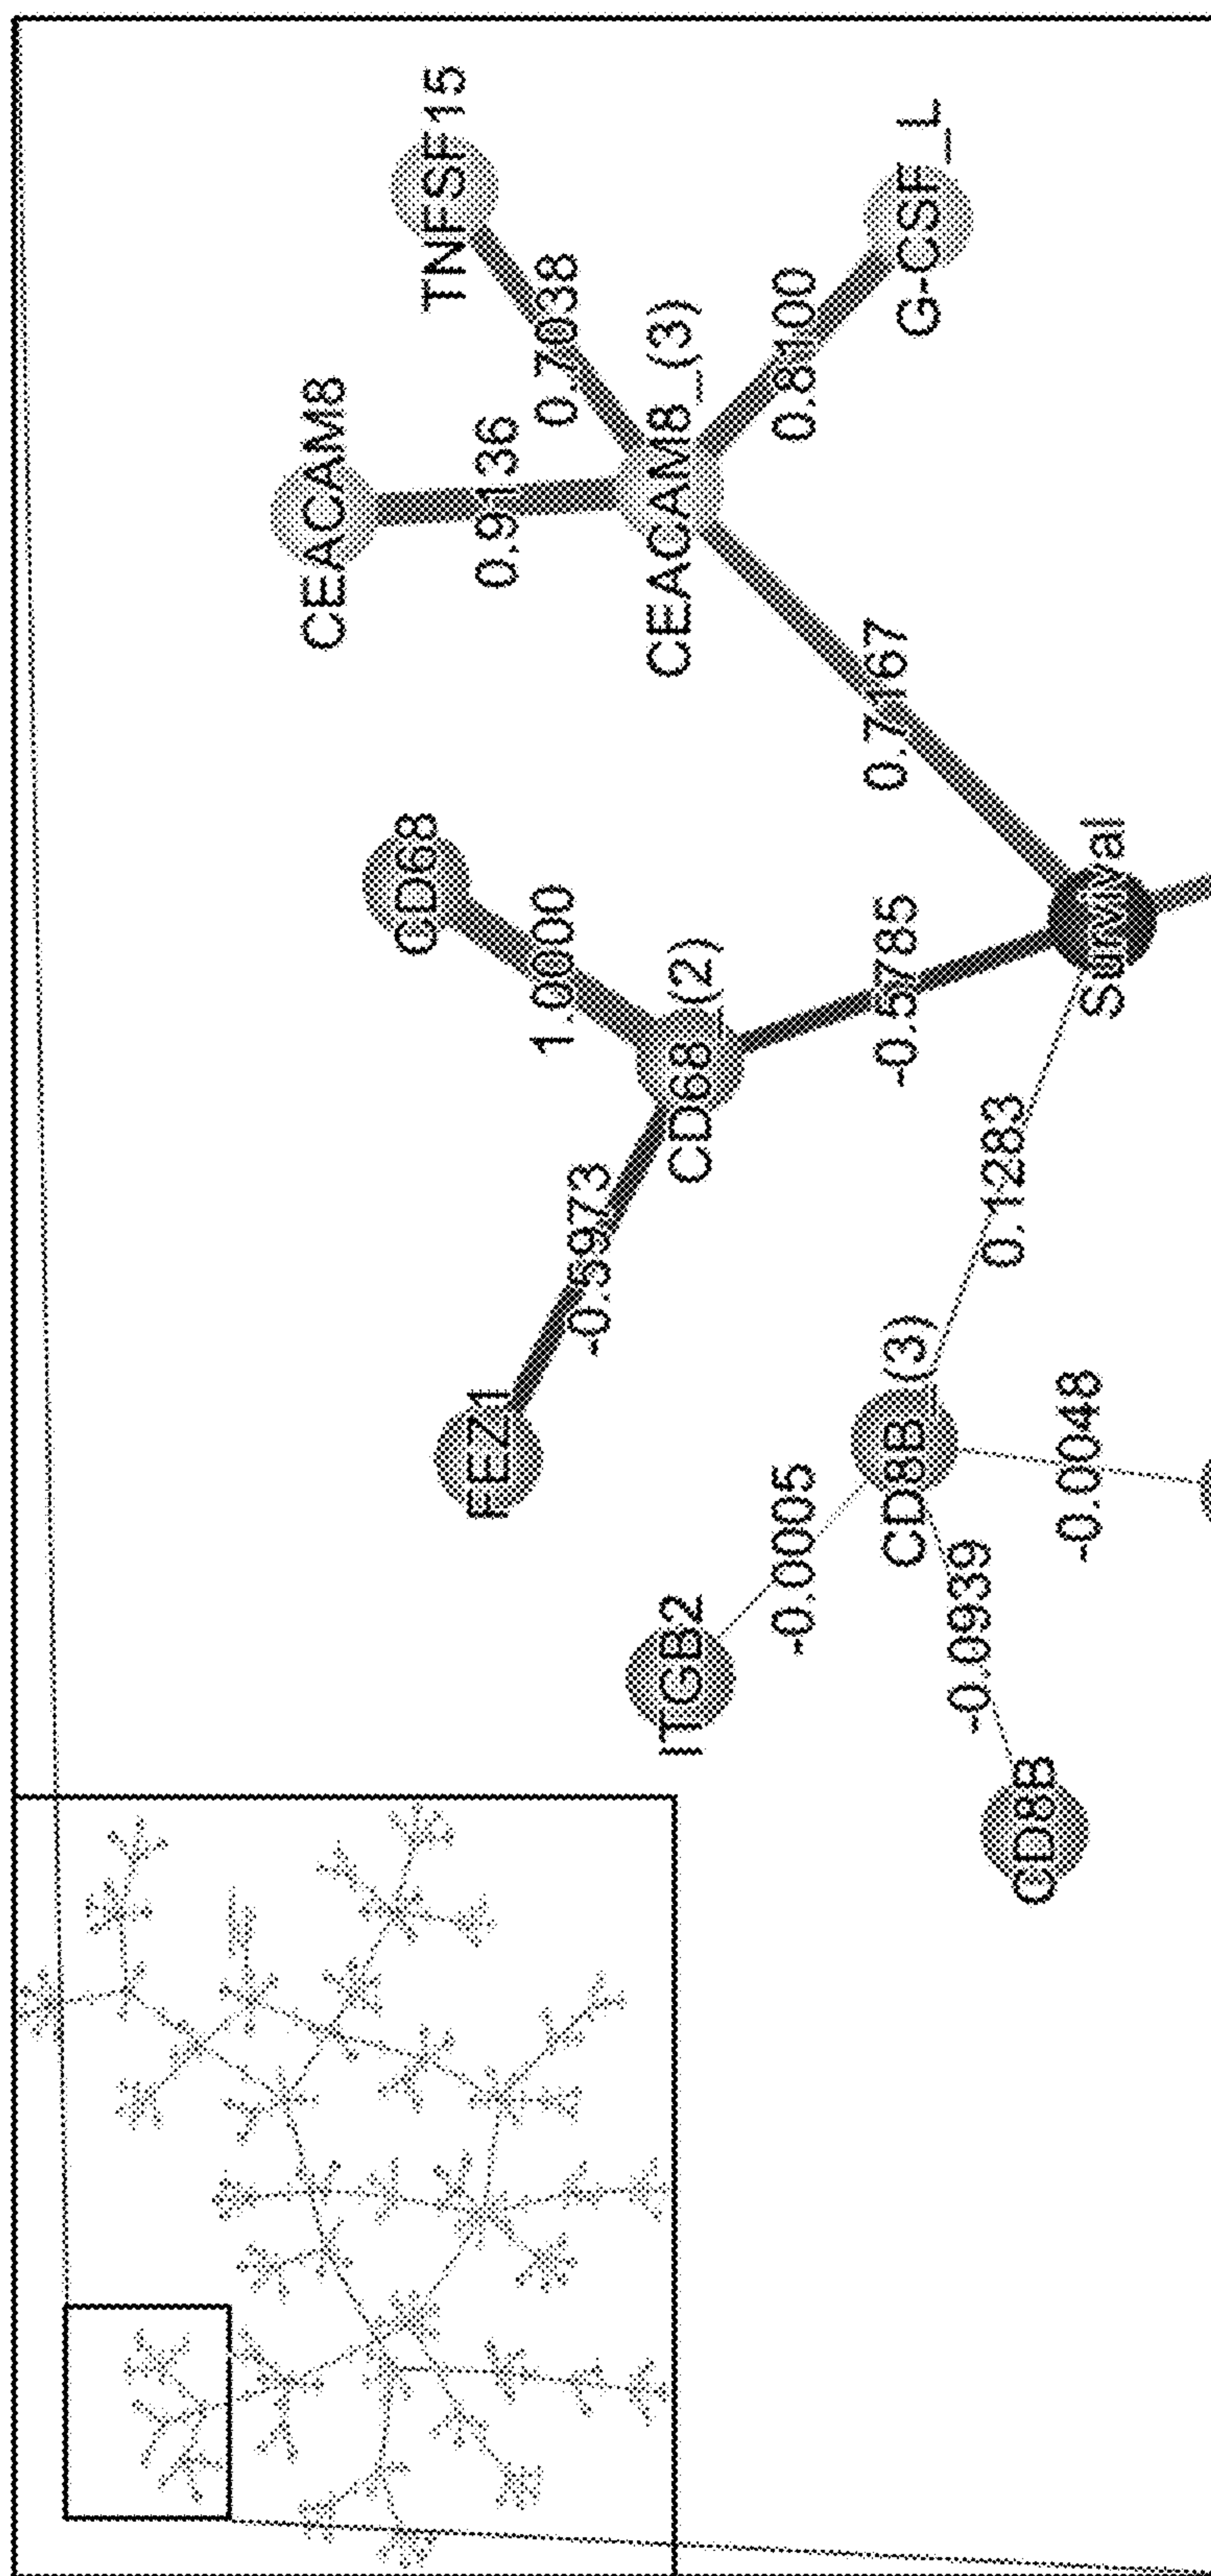 CEACAM8
TNFSF15
0.9136
0.7038
CEACAM8_(3)
0.8100
G-CSF_L
CD68
1.0000
FEZ1
-0.5973
CD68_(2)
0.7167
-0.5785
Survival
ITGB2
-0.0005
CD8B_(3)
0.1283
-0.0939
-0.0048
CD8B